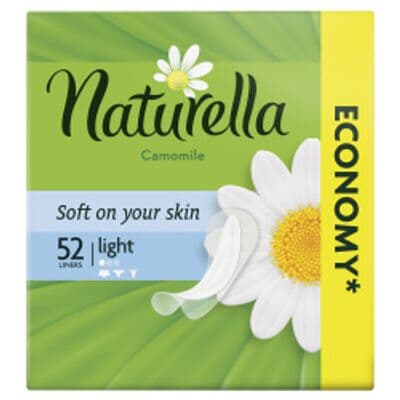 Naturella
Camomile
Soft on your skin
52 light
LINERS
ECONOMY*